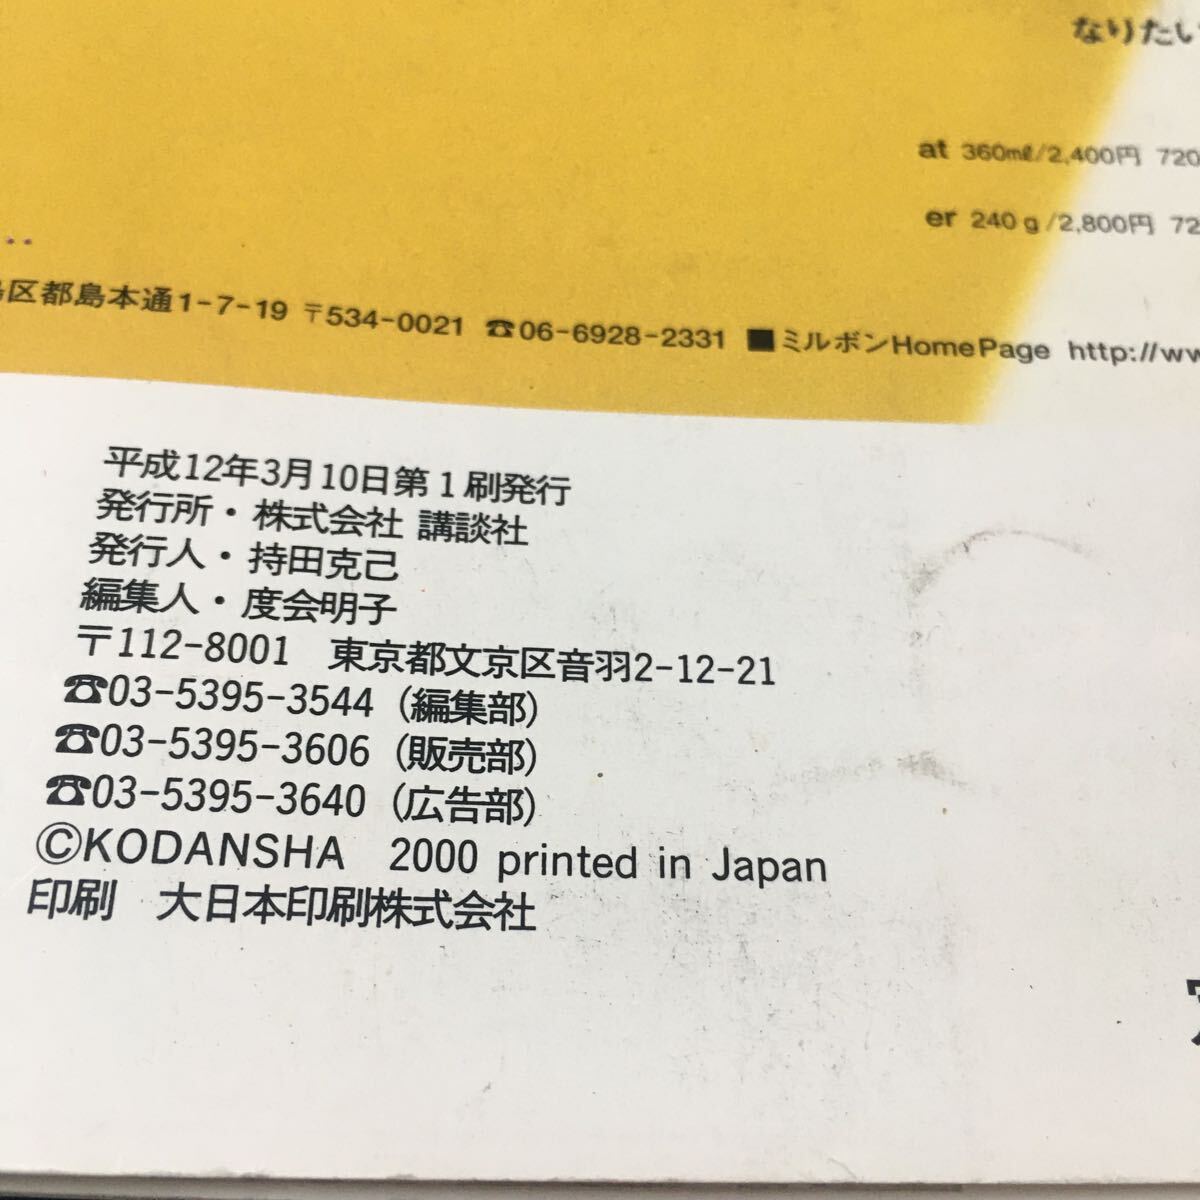 なりたい
at 360mℓ/2,400円 720
er 240g/2,800円 72
区都島本通1-7-19 〒534-0021 ☎06-6928-2331 ■ミルボンHomePage http://ww
平成12年3月10日第1刷発行
発行所・株式会社 講談社
発行人・持田克己
編集人・度会明子
〒112-8001 東京都文京区音羽2-12-21
☎03-5395-3544（編集部）
☎03-5395-3606（販売部）
☎03-5395-3640（広告部）
©KODANSHA 2000 printed in Japan
印刷 大日本印刷株式会社